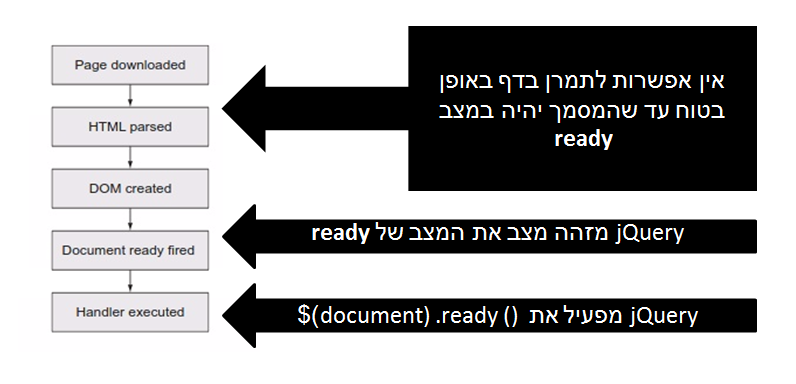 Page downloaded
HTML parsed
DOM created
Document ready fired
Handler executed
אין אפשרות לתמרן בדף באופן
בטוח עד שהמסמך יהיה במצב
ready
jQuery מזהה מצב את המצב של ready
jQuery מפעיל את $(document) .ready ()